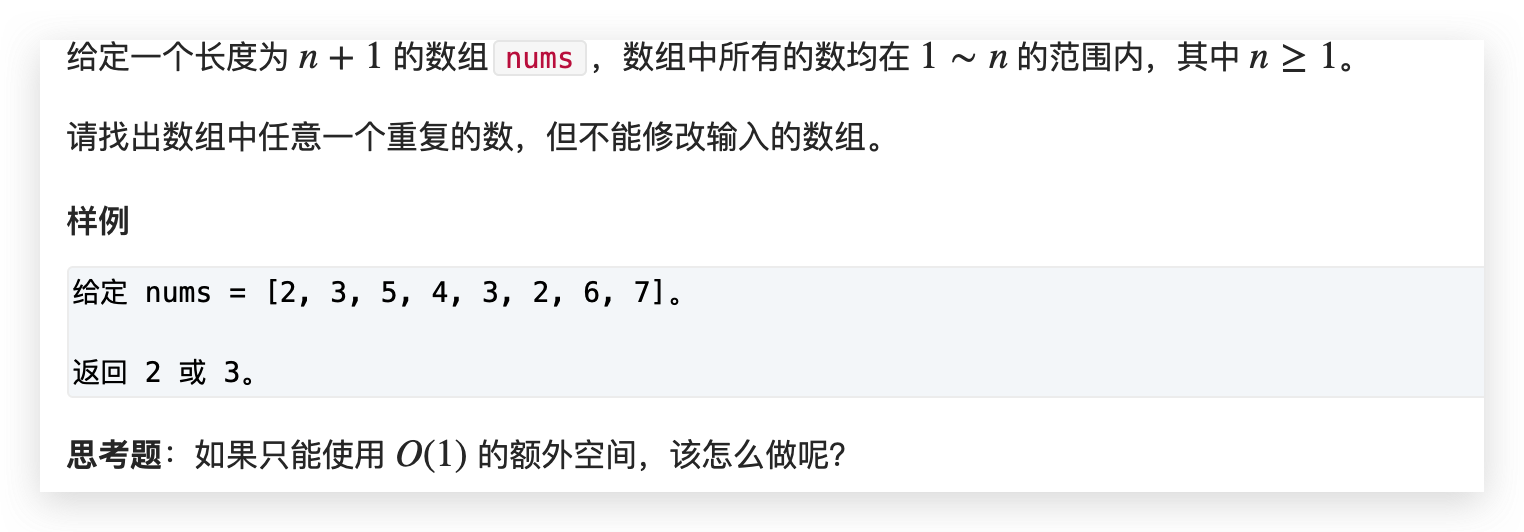 给定一个长度为 n + 1 的数组 nums ，数组中所有的数均在 1 ∼ n 的范围内，其中 n ≥ 1。
请找出数组中任意一个重复的数，但不能修改输入的数组。
样例
给定 nums = [2, 3, 5, 4, 3, 2, 6, 7]。
返回 2 或 3。
思考题：如果只能使用 O(1) 的额外空间，该怎么做呢？